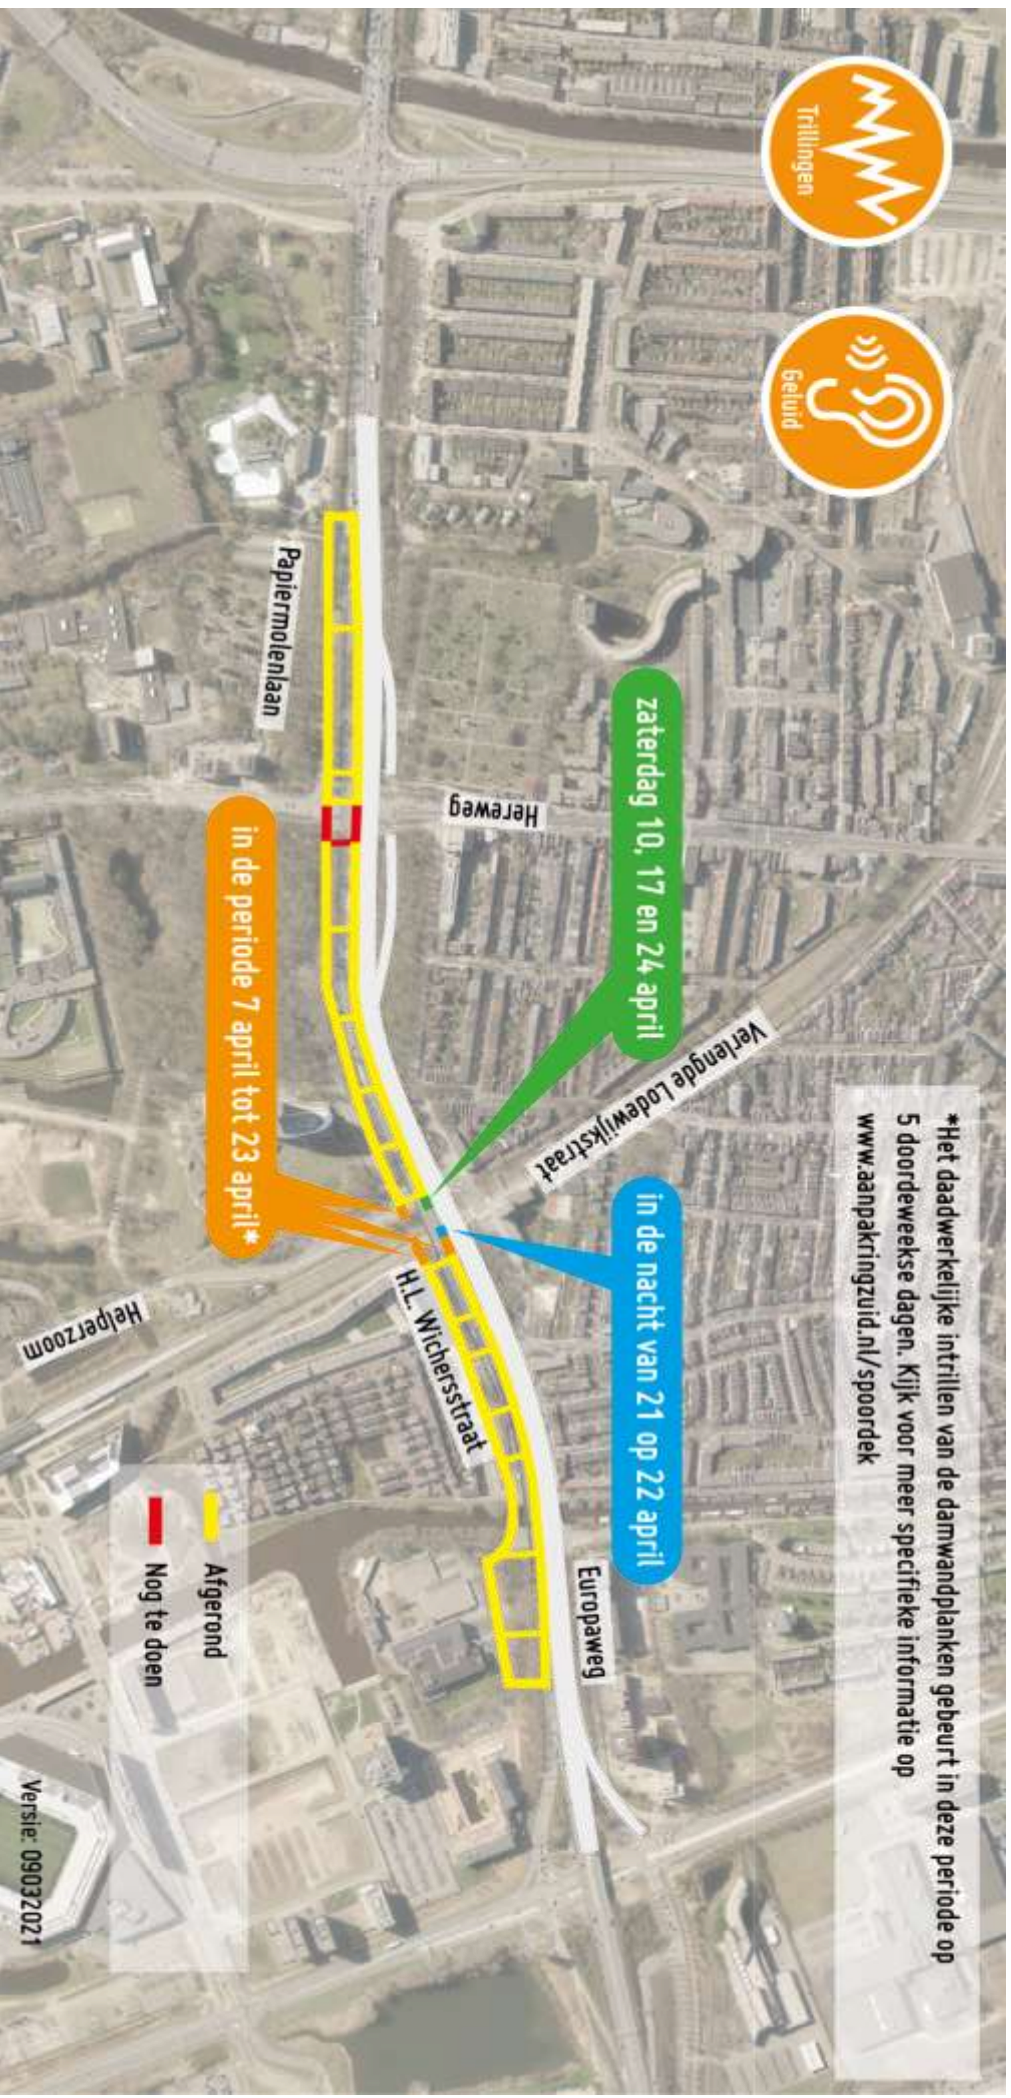 Trillingen
Geluid
*Het daadwerkelijke intrillen van de damwandplanken gebeurt in deze periode op
5 doordeweekse dagen. Kijk voor meer specifieke informatie op
www.aanpakringzuid.nl/spoordek
zaterdag 10, 17 en 24 april
in de nacht van 21 op 22 april
Verlengde Lodewijkstraat
Hereweg
Europaweg
Papiermolenlaan
H.L. Wichersstraat
in de periode 7 april tot 23 april*
Helperzoom
Afgerond
Nog te doen
Versie: 09032021